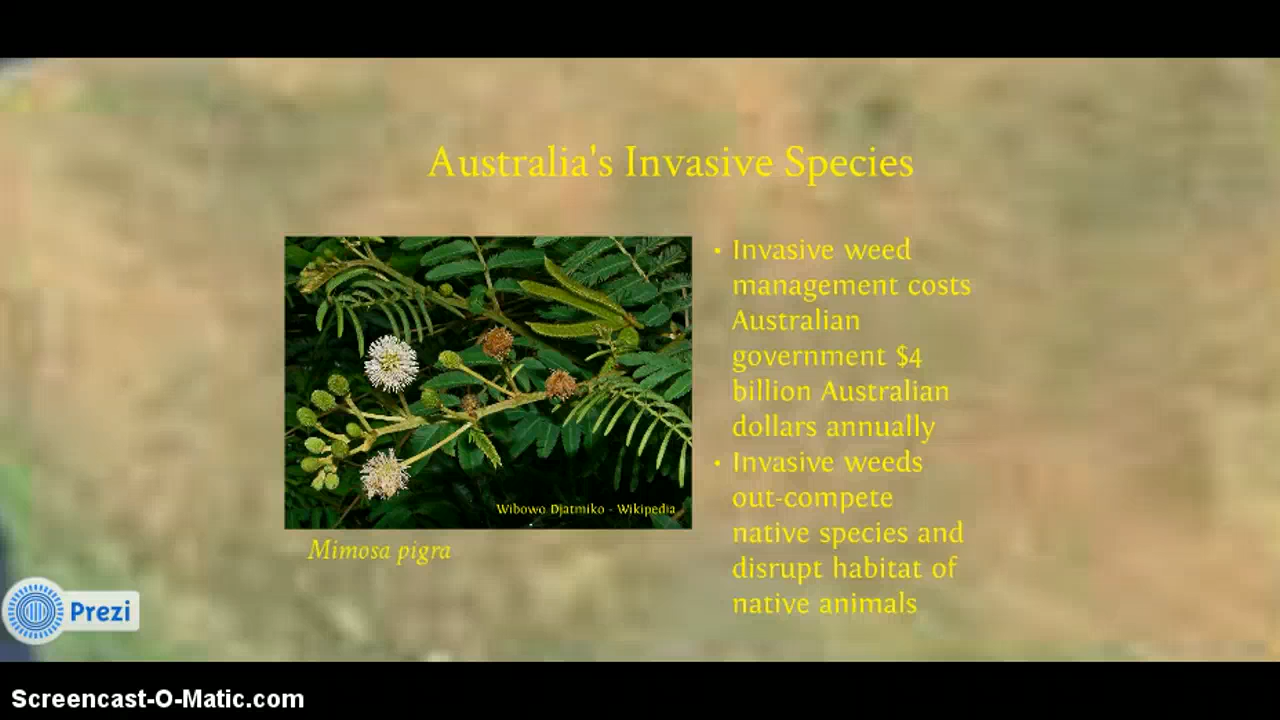 Australia's Invasive Species
• Invasive weed
management costs
Australian
government $4
billion Australian
dollars annually
• Invasive weeds
out-compete
native species and
disrupt habitat of
native animals
Wibowo Djatmiko - Wikipedia
Mimosa pigra
Prezi
Screencast-O-Matic.com